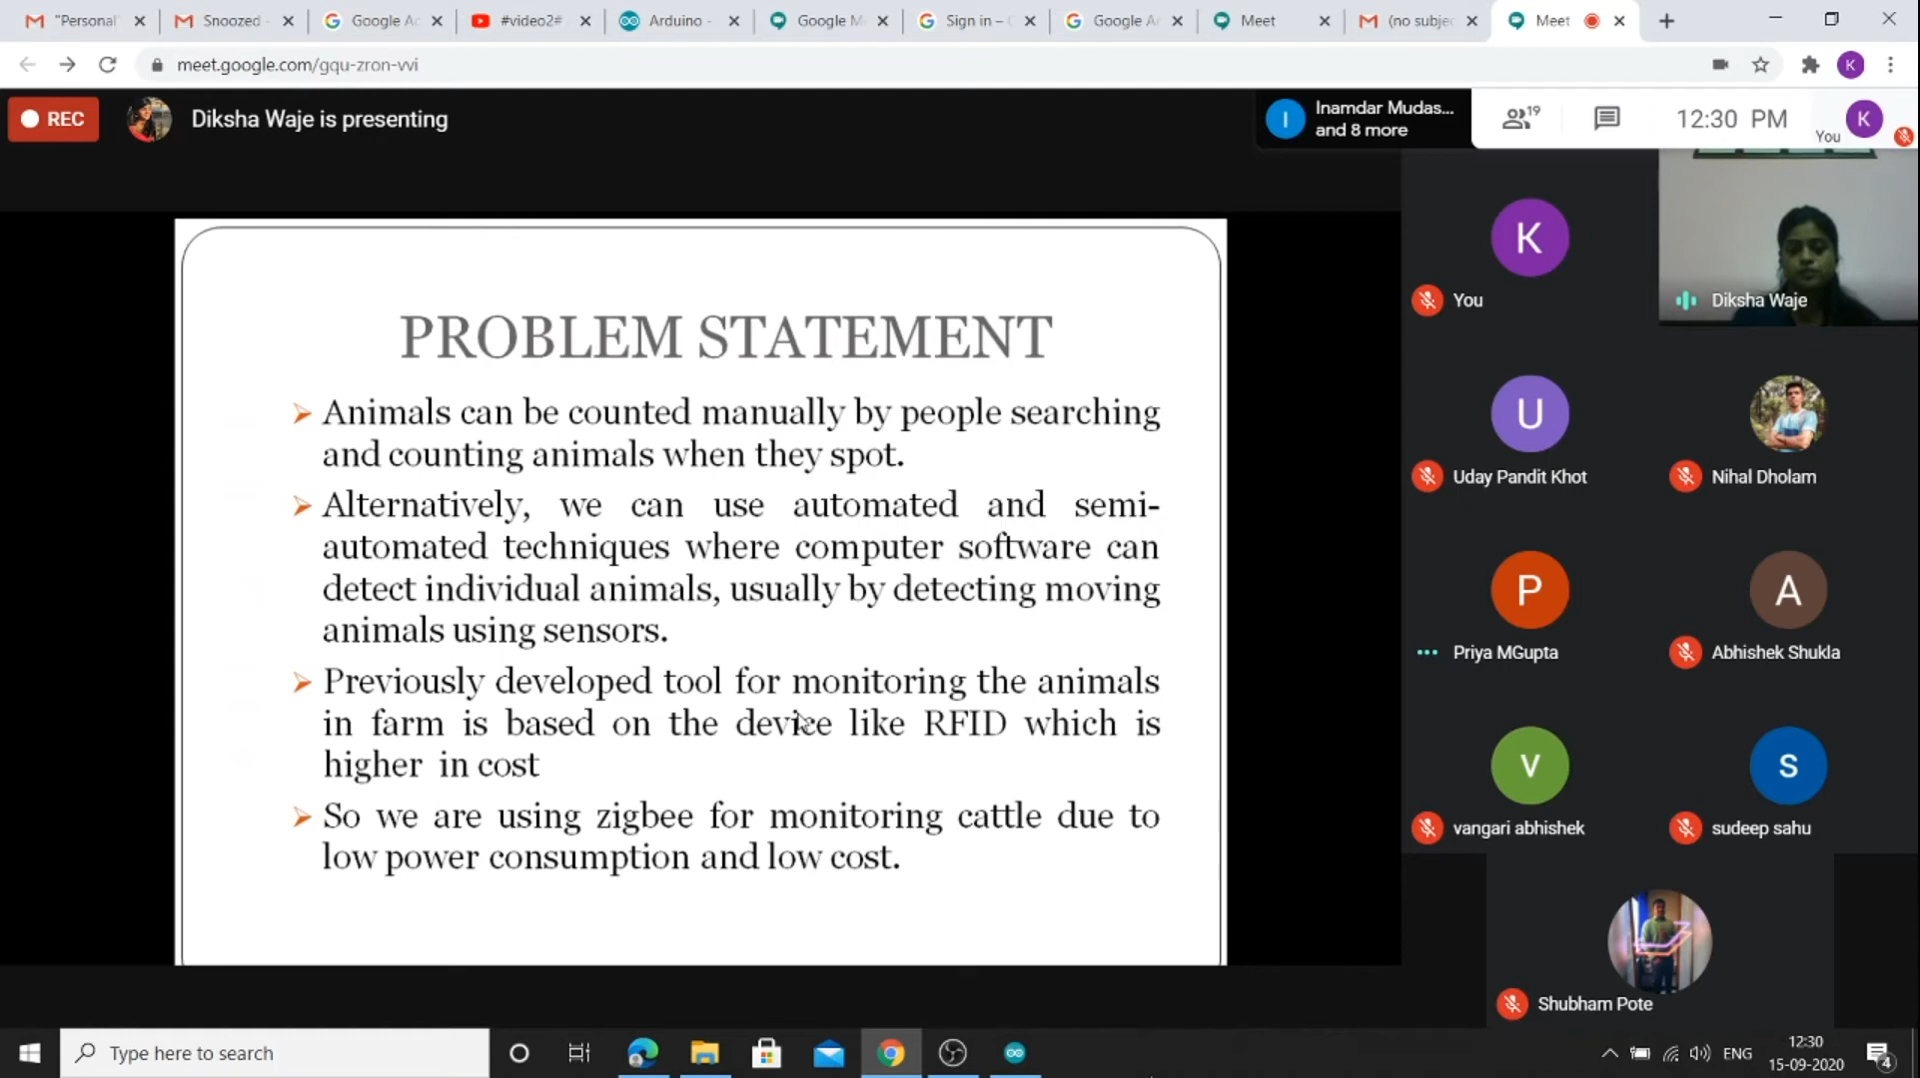 "Personal
Snoozed -
Google Ac
#video2#
Arduino -
Google M
Sign in – 
Google A
Meet
(no subje
Meet
meet.google.com/gqu-zron-vvi
K
REC
Diksha Waje is presenting
I
Inamdar Mudas...
and 8 more
19
12:30 PM
You
K
PROBLEM STATEMENT
Animals can be counted manually by people searching
and counting animals when they spot.
Alternatively, we can use automated and semi-
automated techniques where computer software can
detect individual animals, usually by detecting moving
animals using sensors.
Previously developed tool for monitoring the animals
in farm is based on the device like RFID which is
higher in cost
So we are using zigbee for monitoring cattle due to
low power consumption and low cost.
K
You
Diksha Waje
U
Uday Pandit Khot
Nihal Dholam
P
Priya MGupta
A
Abhishek Shukla
V
vangari abhishek
S
sudeep sahu
Shubham Pote
Type here to search
ENG
12:30
15-09-2020
4